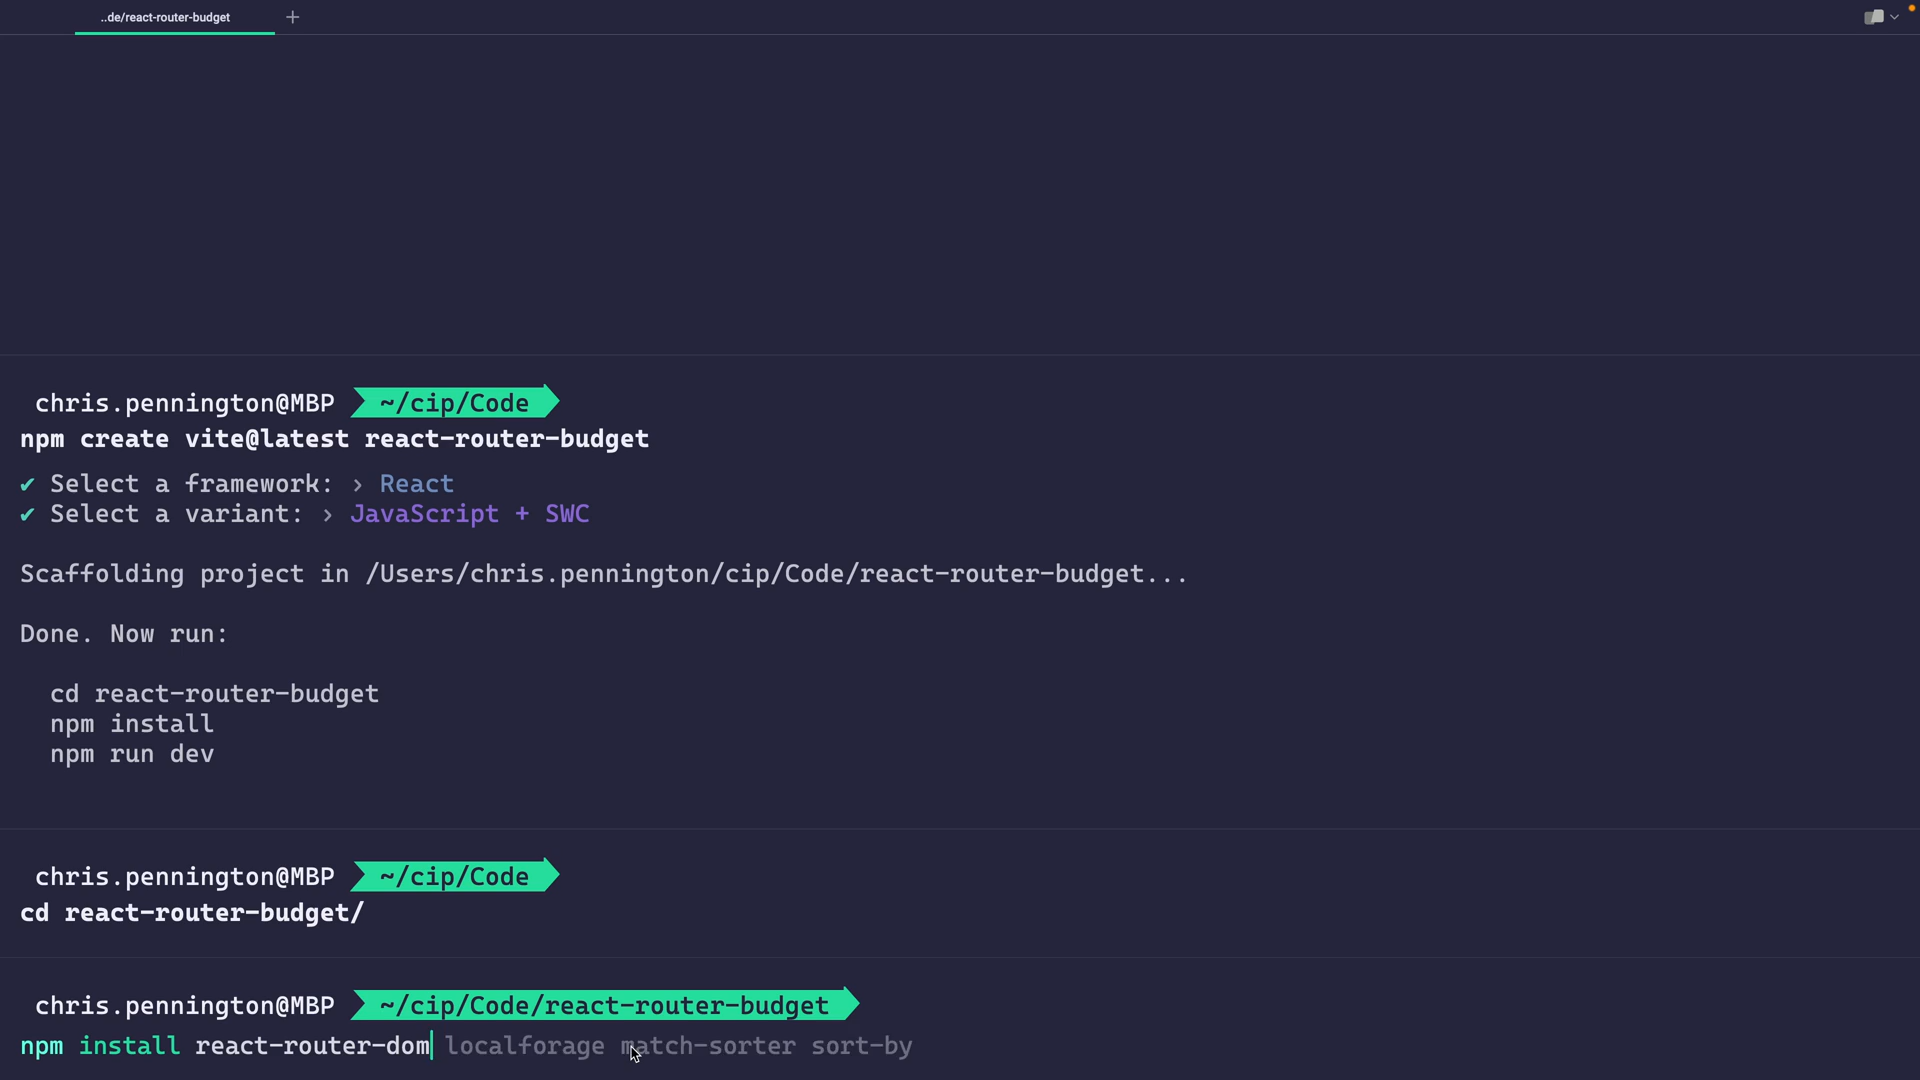 ..de/react-router-budget
chris.pennington@MBP ~/cip/Code
npm create vite@latest react-router-budget
✔ Select a framework: › React
✔ Select a variant: › JavaScript + SWC
Scaffolding project in /Users/chris.pennington/cip/Code/react-router-budget...
Done. Now run:
cd react-router-budget
npm install
npm run dev
chris.pennington@MBP ~/cip/Code
cd react-router-budget/
chris.pennington@MBP ~/cip/Code/react-router-budget
npm install react-router-dom localforage match-sorter sort-by